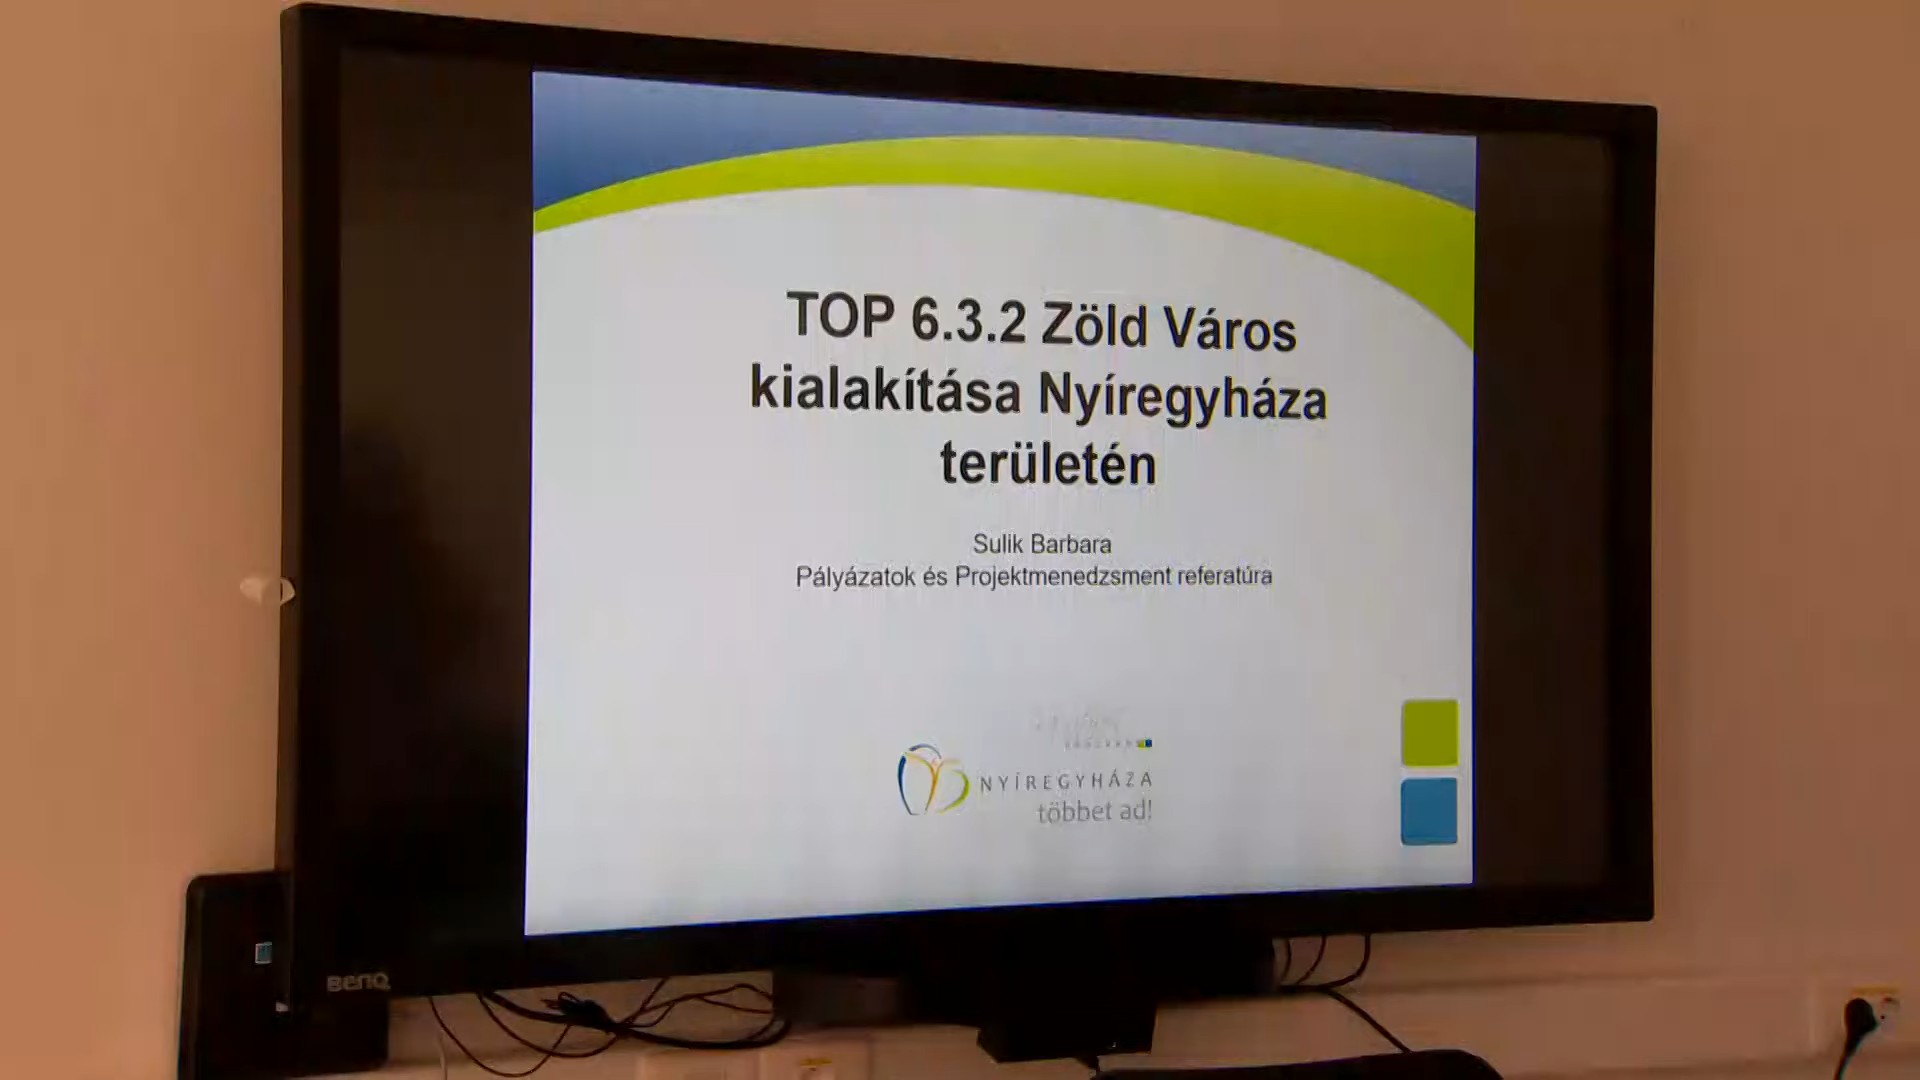 TOP 6.3.2 Zöld Város
kialakítása Nyíregyháza
területén
Sulik Barbara
Pályázatok és Projektmenedzsment referatúra
NYÍREGYHÁZA
többet ad!
BenQ